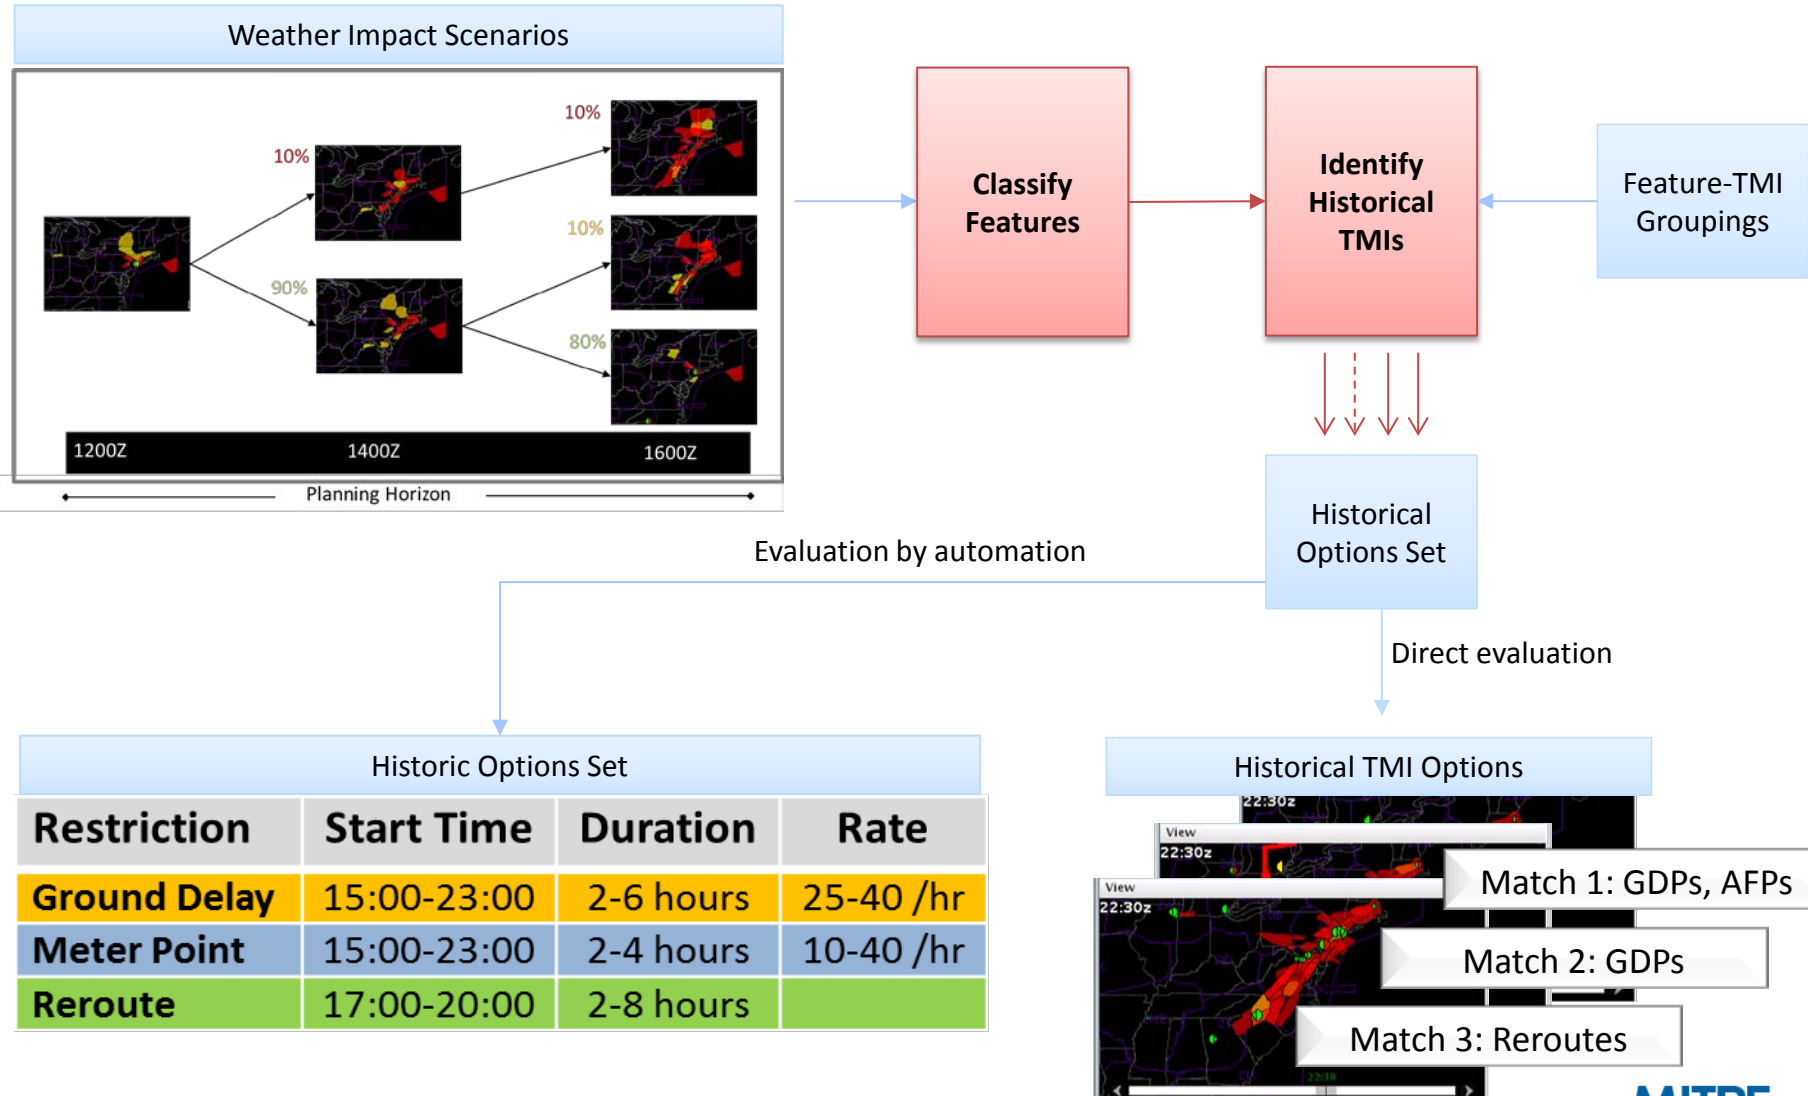 Weather Impact Scenarios
10%
10%
10%
90%
80%
1200Z
1400Z
1600Z
Planning Horizon
Classify
Features
Identify
Historical
TMIs
Feature-TMI
Groupings
Historical
Options Set
Evaluation by automation
Direct evaluation
Historic Options Set
Restriction Start Time Duration Rate
Ground Delay 15:00-23:00 2-6 hours 25-40 /hr
Meter Point 15:00-23:00 2-4 hours 10-40 /hr
Reroute 17:00-20:00 2-8 hours
Historical TMI Options
22:30z
View
22:30z
View
22:30z
Match 1: GDPs, AFPs
Match 2: GDPs
Match 3: Reroutes
22:30
MITRE